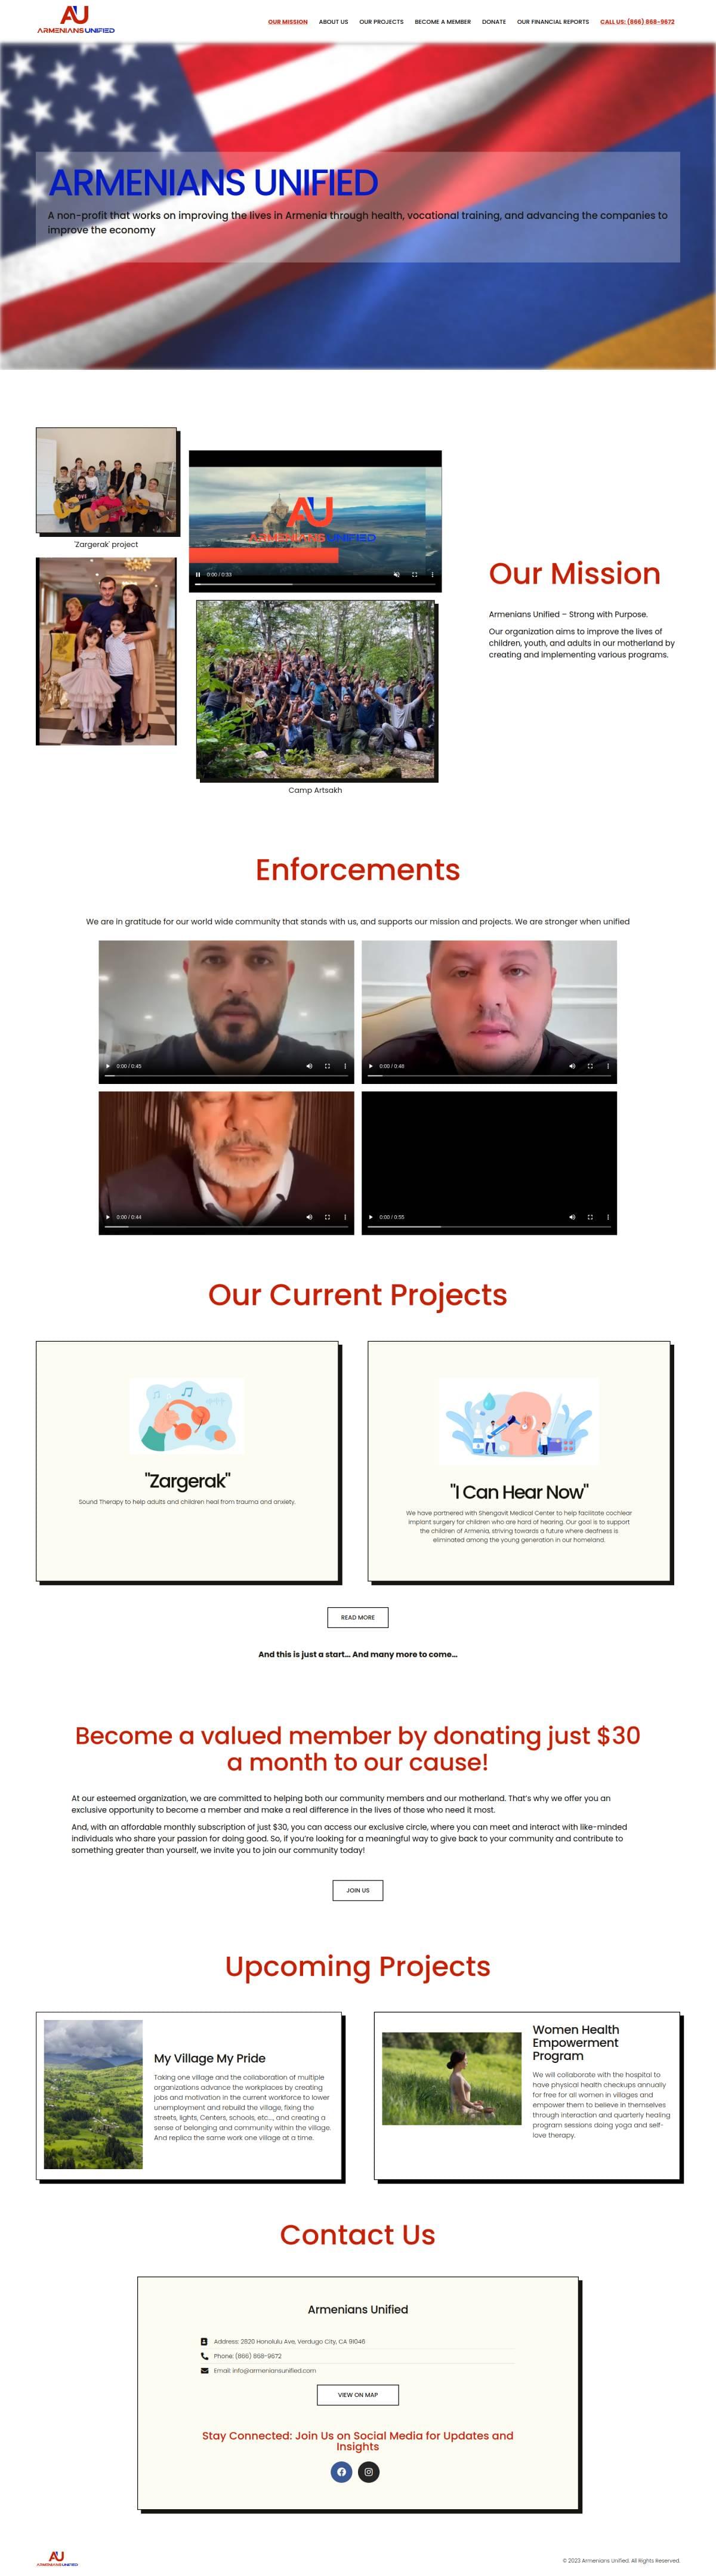 AU
ARMENIANS UNIFIED
OUR MISSION
ABOUT US
OUR PROJECTS
BECOME A MEMBER
DONATE
OUR FINANCIAL REPORTS
CALL US: (866) 868-9672
ARMENIANS UNIFIED
A non-profit that works on improving the lives in Armenia through health, vocational training, and advancing the companies to
improve the economy
LOVE
'Zargerak' project
AU
ARMENIANS UNIFIED
0:00 / 0:33
Camp Artsakh
Our Mission
Armenians Unified – Strong with Purpose.
Our organization aims to improve the lives of
children, youth, and adults in our motherland by
creating and implementing various programs.
Enforcements
We are in gratitude for our world wide community that stands with us, and supports our mission and projects. We are stronger when unified
0:00 / 0:45
0:00 / 0:48
0:00 / 0:44
0:00 / 0:55
Our Current Projects
"Zargerak"
Sound Therapy to help adults and children heal from trauma and anxiety.
"I Can Hear Now"
We have partnered with Shengavit Medical Center to help facilitate cochlear
implant surgery for children who are hard of hearing. Our goal is to support
the children of Armenia, striving towards a future where deafness is
eliminated among the young generation in our homeland.
READ MORE
And this is just a start... And many more to come...
Become a valued member by donating just $30
a month to our cause!
At our esteemed organization, we are committed to helping both our community members and our motherland. That's why we offer you an
exclusive opportunity to become a member and make a real difference in the lives of those who need it most.
And, with an affordable monthly subscription of just $30, you can access our exclusive circle, where you can meet and interact with like-minded
individuals who share your passion for doing good. So, if you're looking for a meaningful way to give back to your community and contribute to
something greater than yourself, we invite you to join our community today!
JOIN US
Upcoming Projects
My Village My Pride
Taking one village and the collaboration of multiple
organizations advance the workplaces by creating
jobs and motivation in the current workforce to lower
unemployment and rebuild the village, fixing the
streets, lights, Centers, schools, etc..., and creating a
sense of belonging and community within the village.
And replica the same work one village at a time.
Women Health
Empowerment
Program
We will collaborate with the hospital to
have physical health checkups annually
for free for all women in villages and
empower them to believe in themselves
through interaction and quarterly healing
program sessions doing yoga and self-
love therapy.
Contact Us
Armenians Unified
Address: 2820 Honolulu Ave, Verdugo City, CA 91046
Phone: (866) 868-9672
Email: info@armeniansunified.com
VIEW ON MAP
Stay Connected: Join Us on Social Media for Updates and
Insights
AU
ARMENIANS UNIFIED
© 2023 Armenians Unified. All Rights Reserved.